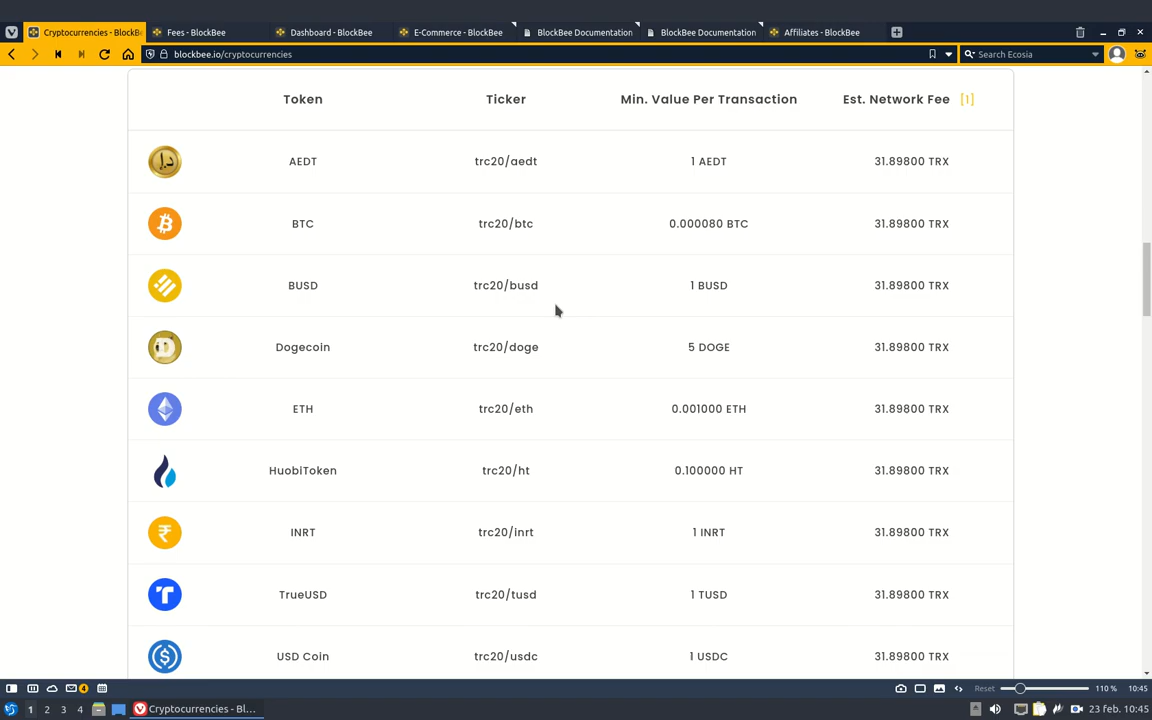 Cryptocurrencies - BlockBe
Fees - BlockBee
Dashboard - BlockBee
E-Commerce - BlockBee
BlockBee Documentation
BlockBee Documentation
Affiliates - BlockBee
blockbee.io/cryptocurrencies
Search Ecosia
Token Ticker Min. Value Per Transaction Est. Network Fee [1]
د.إ AEDT trc20/aedt 1 AEDT 31.89800 TRX
BTC trc20/btc 0.000080 BTC 31.89800 TRX
BUSD trc20/busd 1 BUSD 31.89800 TRX
Dogecoin trc20/doge 5 DOGE 31.89800 TRX
ETH trc20/eth 0.001000 ETH 31.89800 TRX
HuobiToken trc20/ht 0.100000 HT 31.89800 TRX
₹ INRT trc20/inrt 1 INRT 31.89800 TRX
TrueUSD trc20/tusd 1 TUSD 31.89800 TRX
$ USD Coin trc20/usdc 1 USDC 31.89800 TRX
4 Reset 110 % 10:45
1 2 3 4 Cryptocurrencies - Bl... 23 feb. 10:45